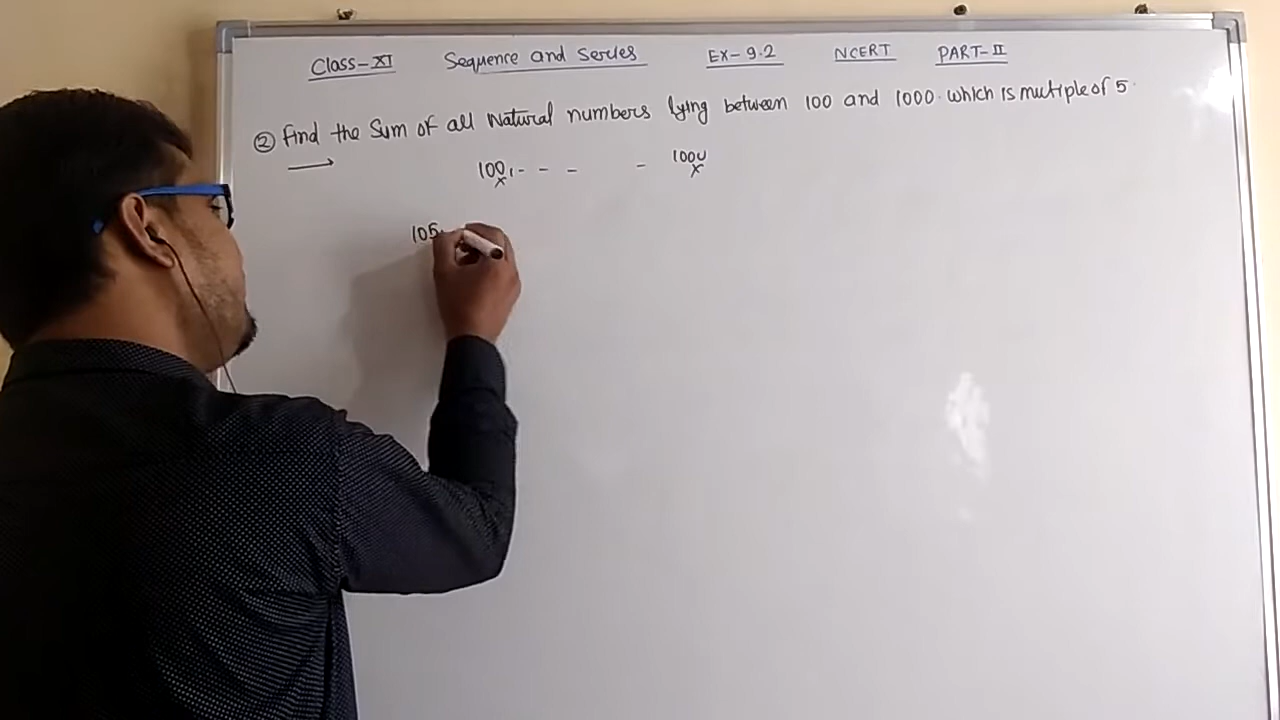 Class-XI Sequence and Series Ex-9.2 NCERT PART-II
② Find the Sum of all Natural numbers lying between 100 and 1000. which is mutiple of 5.
100, - - - - 1000
x x
105,